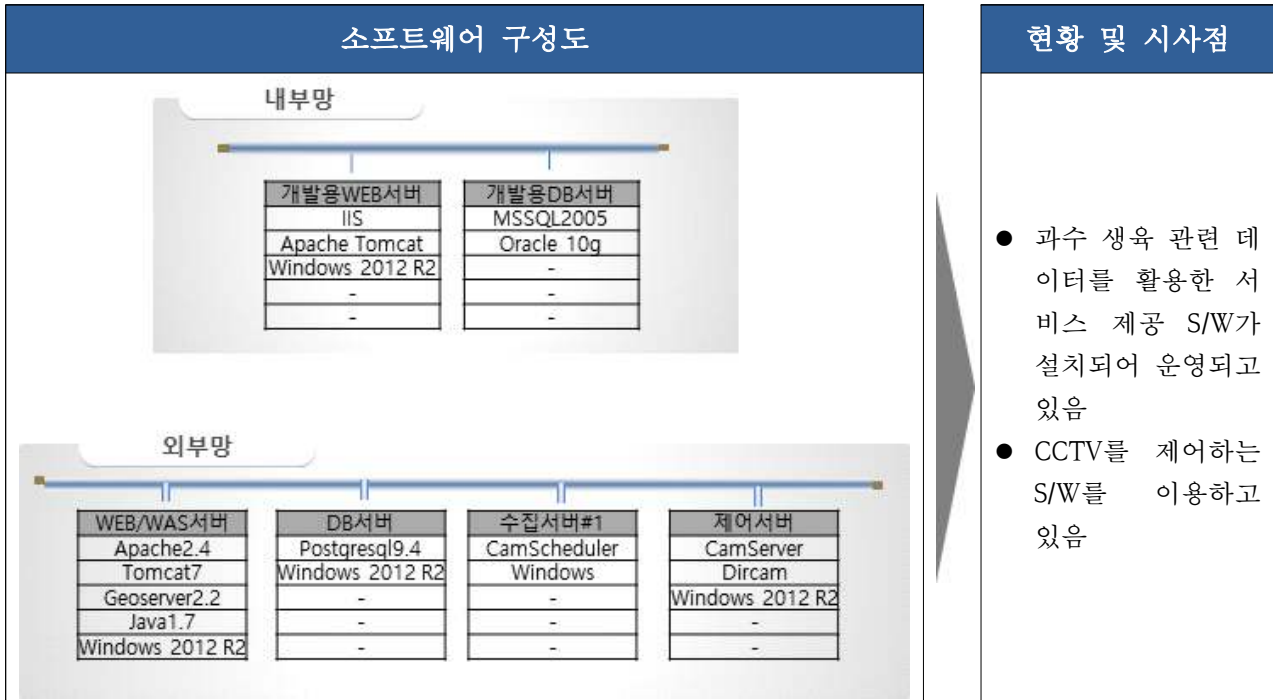 소프트웨어 구성도
내부망
개발용WEB서버
IIS
Apache Tomcat
Windows 2012 R2
-
-
개발용DB서버
MSSQL2005
Oracle 10g
-
-
-
외부망
WEB/WAS서버
Apache2.4
Tomcat7
Geoserver2.2
Java1.7
Windows 2012 R2
DB서버
Postgresql9.4
Windows 2012 R2
-
-
-
수집서버#1
CamScheduler
Windows
-
-
-
제어서버
CamServer
Dircam
Windows 2012 R2
-
-
현황 및 시사점
● 과수 생육 관련 데
이터를 활용한 서
비스 제공 S/W가
설치되어 운영되고
있음
● CCTV를 제어하는
S/W를 이용하고
있음